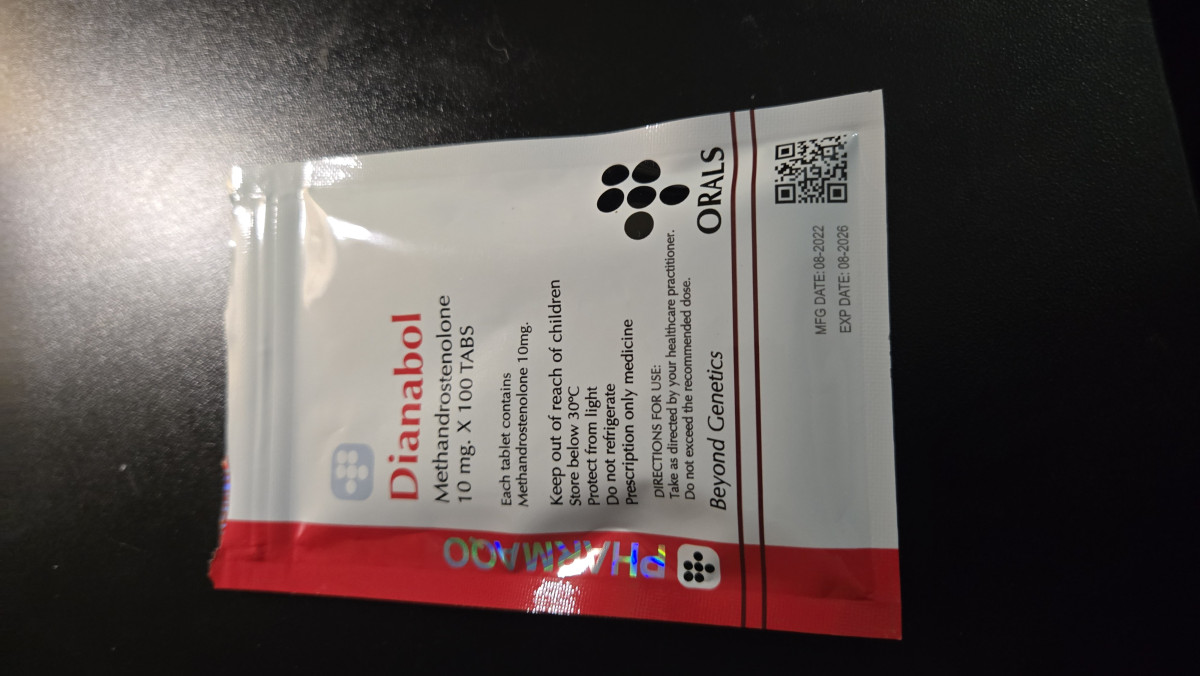 Dianabol
Methandrostenolone
10 mg. X 100 TABS
Each tablet contains
Methandrostenolone 10mg.
Keep out of reach of children
Store below 30ºC
Protect from light
Do not refrigerate
Prescription only medicine
DIRECTIONS FOR USE:
Take as directed by your healthcare practitioner.
Do not exceed the recommended dose.
Beyond Genetics
ORALS
PHARMAQO
MFG DATE: 08-2022
EXP DATE: 08-2026